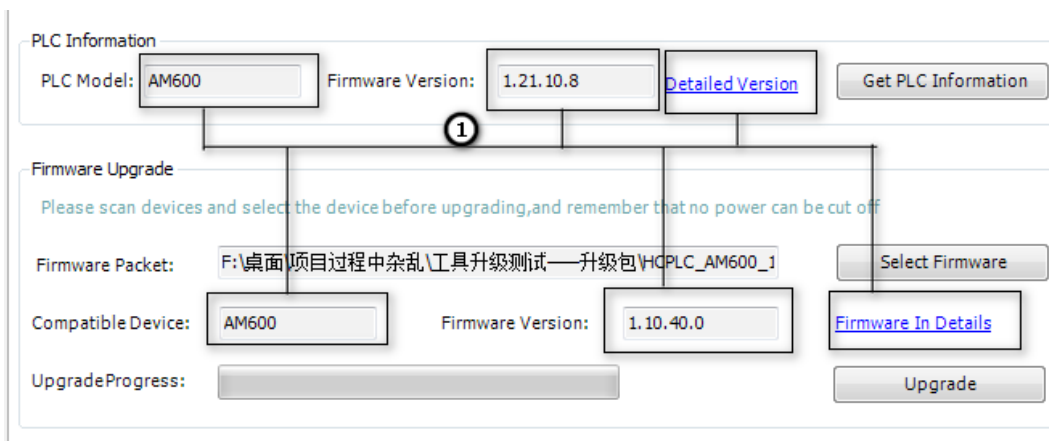 PLC Information
PLC Model: AM600 Firmware Version: 1.21.10.8 Detailed Version Get PLC Information
1
Firmware Upgrade
Please scan devices and select the device before upgrading,and remember that no power can be cut off
Firmware Packet: F:\桌面\项目过程中杂乱\工具升级测试——升级包\HCPLC_AM600_1 Select Firmware
Compatible Device: AM600 Firmware Version: 1.10.40.0 Firmware In Details
UpgradeProgress: Upgrade